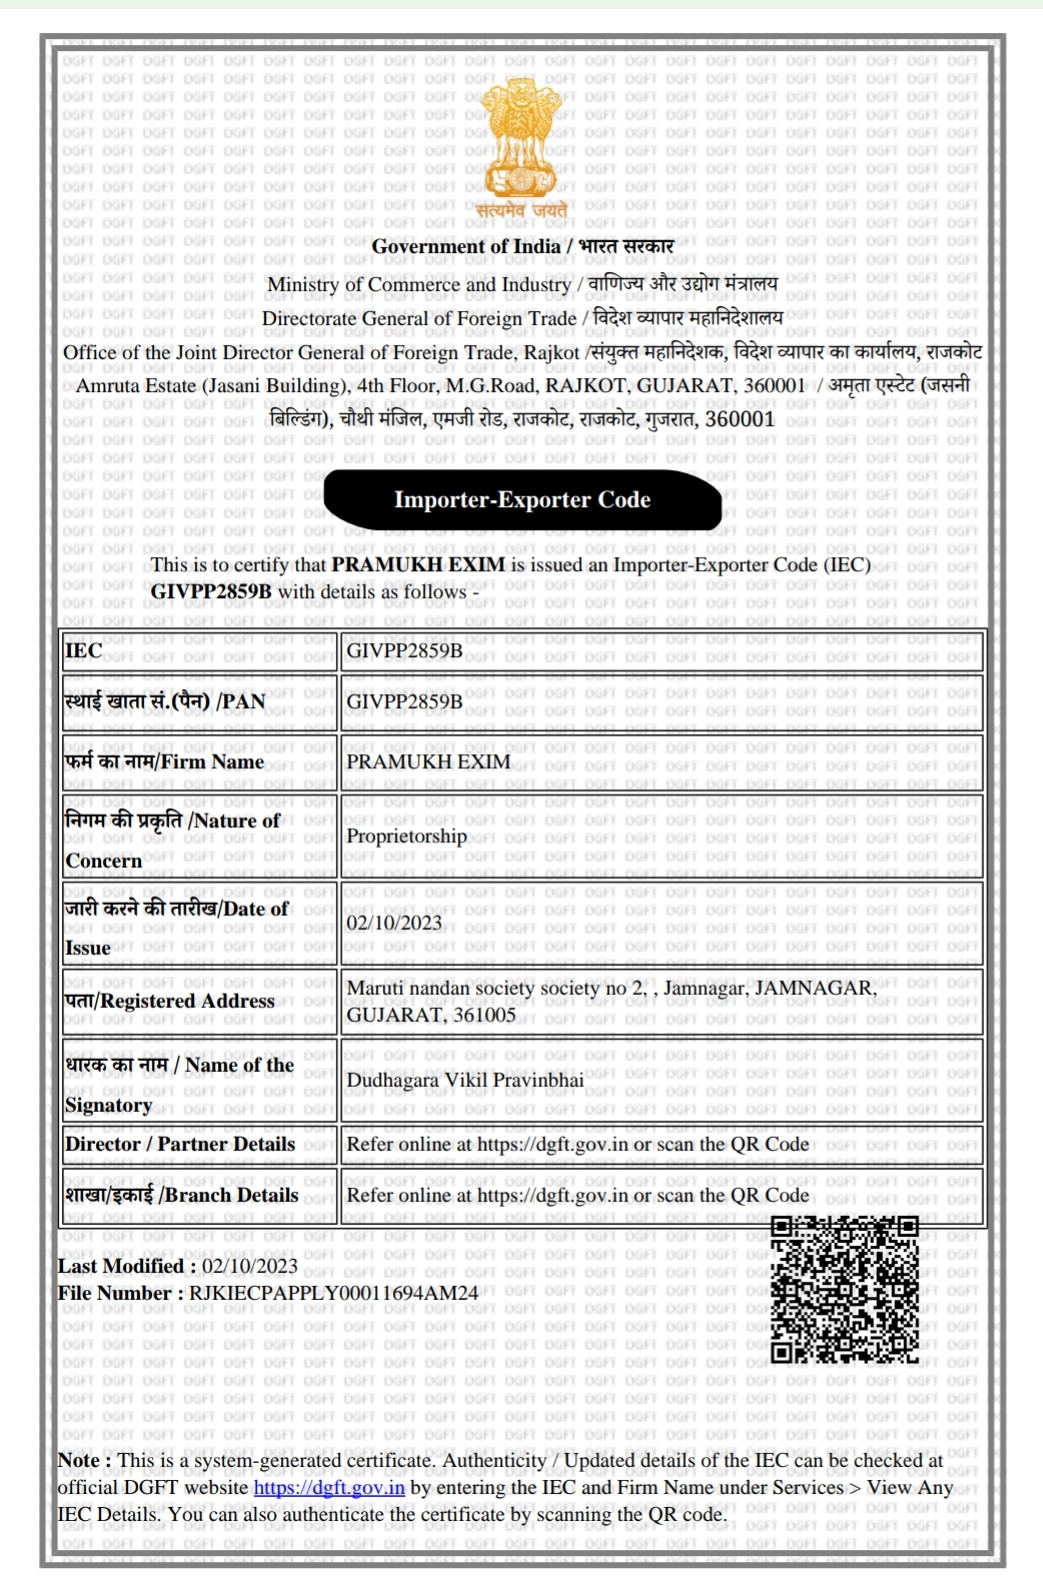 सत्यमेव जयते
Government of India / भारत सरकार
Ministry of Commerce and Industry / वाणिज्य और उद्योग मंत्रालय
Directorate General of Foreign Trade / विदेश व्यापार महानिदेशालय
Office of the Joint Director General of Foreign Trade, Rajkot /संयुक्त महानिदेशक, विदेश व्यापार का कार्यालय, राजकोट
Amruta Estate (Jasani Building), 4th Floor, M.G.Road, RAJKOT, GUJARAT, 360001 / अमृता एस्टेट (जसनी
बिल्डिंग), चौथी मंजिल, एमजी रोड, राजकोट, राजकोट, गुजरात, 360001
Importer-Exporter Code
This is to certify that PRAMUKH EXIM is issued an Importer-Exporter Code (IEC)
GIVPP2859B with details as follows -
IEC GIVPP2859B
स्थाई खाता सं.(पैन) /PAN GIVPP2859B
फर्म का नाम/Firm Name PRAMUKH EXIM
निगम की प्रकृति /Nature of
Concern
Proprietorship
जारी करने की तारीख/Date of
Issue
02/10/2023
पता/Registered Address
Maruti nandan society society no 2, , Jamnagar, JAMNAGAR,
GUJARAT, 361005
धारक का नाम / Name of the
Signatory
Dudhagara Vikil Pravinbhai
Director / Partner Details Refer online at https://dgft.gov.in or scan the QR Code
शाखा/इकाई /Branch Details Refer online at https://dgft.gov.in or scan the QR Code
Last Modified : 02/10/2023
File Number : RJKIECPAPPLY00011694AM24
Note : This is a system-generated certificate. Authenticity / Updated details of the IEC can be checked at
official DGFT website https://dgft.gov.in by entering the IEC and Firm Name under Services > View Any
IEC Details. You can also authenticate the certificate by scanning the QR code.